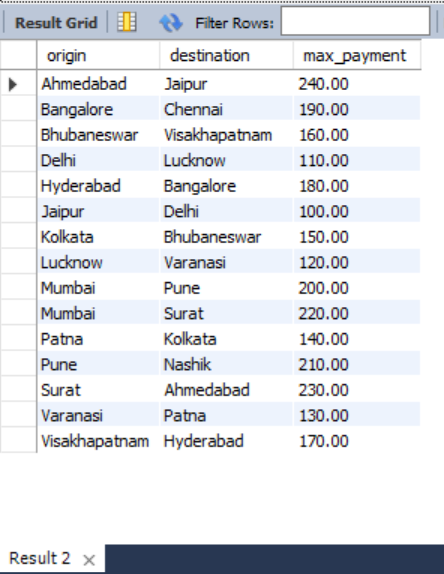 Result Grid Filter Rows:
origin destination max_payment
Ahmedabad Jaipur 240.00
Bangalore Chennai 190.00
Bhubaneswar Visakhapatnam 160.00
Delhi Lucknow 110.00
Hyderabad Bangalore 180.00
Jaipur Delhi 100.00
Kolkata Bhubaneswar 150.00
Lucknow Varanasi 120.00
Mumbai Pune 200.00
Mumbai Surat 220.00
Patna Kolkata 140.00
Pune Nashik 210.00
Surat Ahmedabad 230.00
Varanasi Patna 130.00
Visakhapatnam Hyderabad 170.00
Result 2 ×